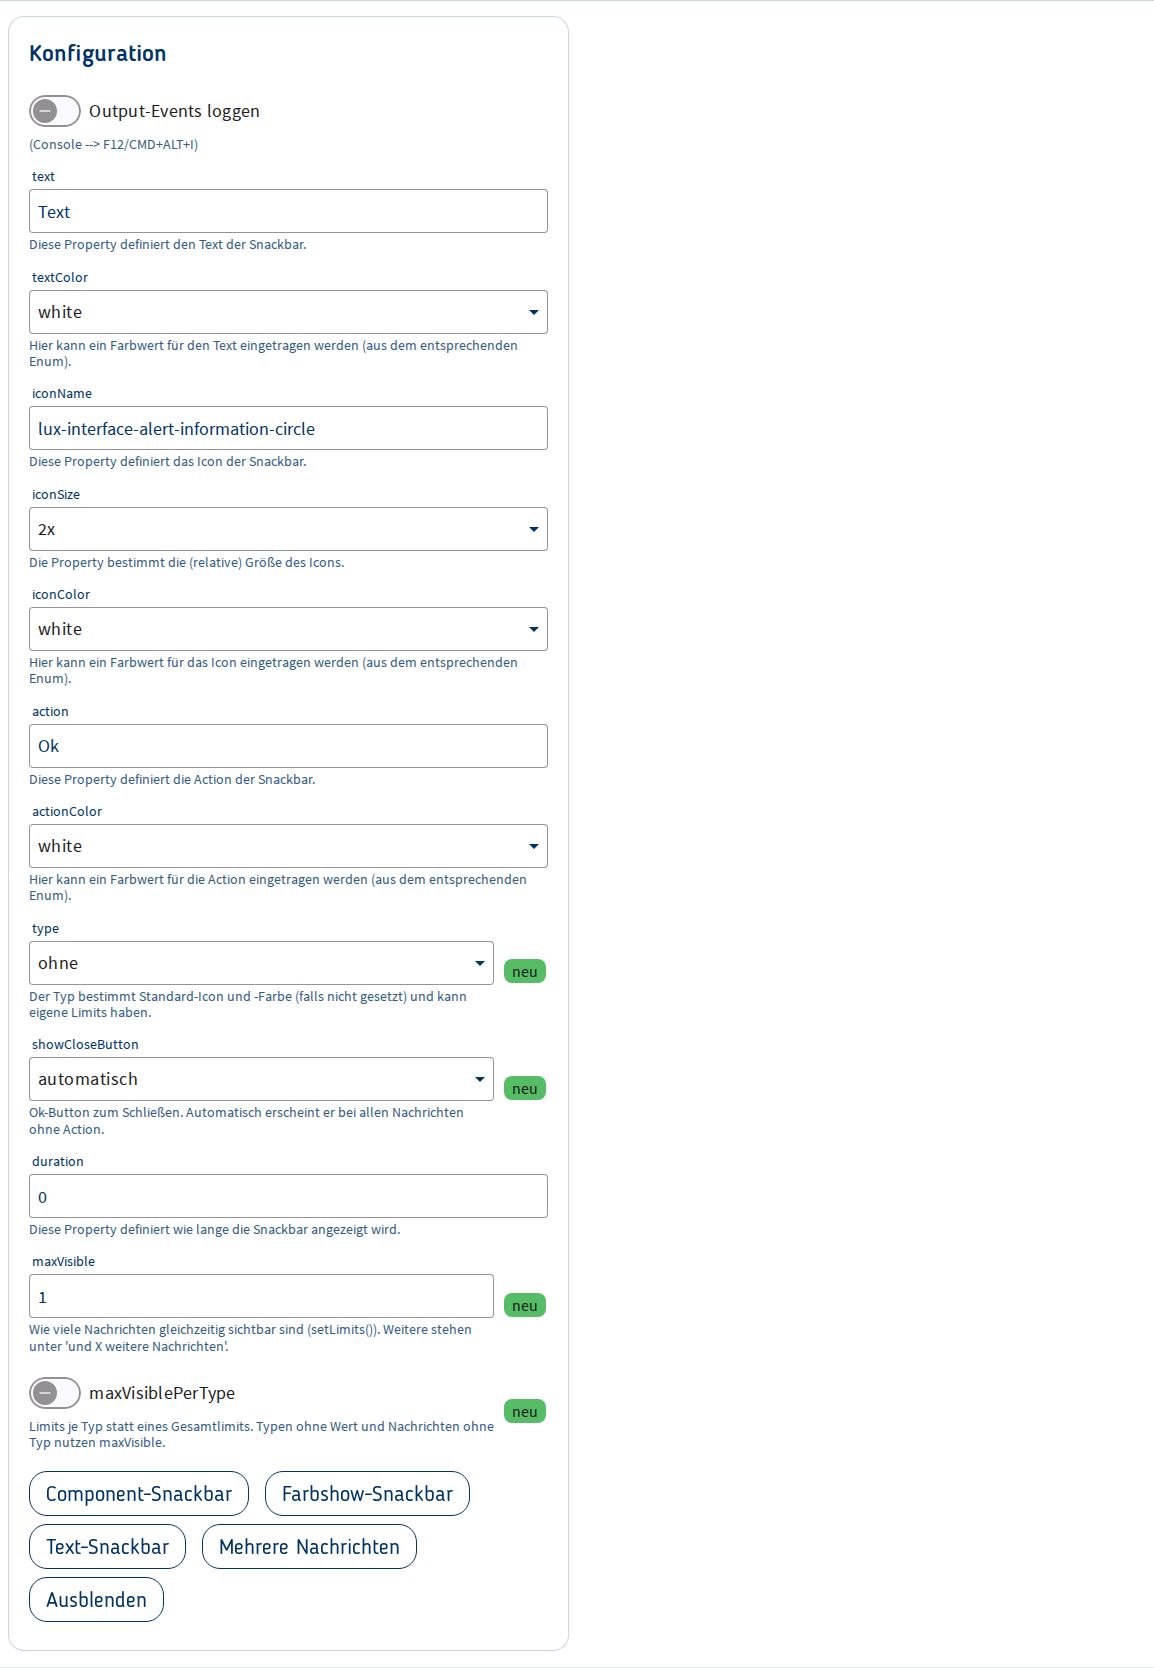 Konfiguration
Output-Events loggen
(Console --> F12/CMD+ALT+I)
text
Text
Diese Property definiert den Text der Snackbar.
textColor
white
Hier kann ein Farbwert für den Text eingetragen werden (aus dem entsprechenden
Enum).
iconName
lux-interface-alert-information-circle
Diese Property definiert das Icon der Snackbar.
iconSize
2x
Die Property bestimmt die (relative) Größe des Icons.
iconColor
white
Hier kann ein Farbwert für das Icon eingetragen werden (aus dem entsprechenden
Enum).
action
Ok
Diese Property definiert die Action der Snackbar.
actionColor
white
Hier kann ein Farbwert für die Action eingetragen werden (aus dem entsprechenden
Enum).
type
ohne
neu
Der Typ bestimmt Standard-Icon und -Farbe (falls nicht gesetzt) und kann
eigene Limits haben.
showCloseButton
automatisch
neu
Ok-Button zum Schließen. Automatisch erscheint er bei allen Nachrichten
ohne Action.
duration
0
Diese Property definiert wie lange die Snackbar angezeigt wird.
maxVisible
1
neu
Wie viele Nachrichten gleichzeitig sichtbar sind (setLimits()). Weitere stehen
unter 'und X weitere Nachrichten'.
maxVisiblePerType
neu
Limits je Typ statt eines Gesamtlimits. Typen ohne Wert und Nachrichten ohne
Typ nutzen maxVisible.
Component-Snackbar Farbshow-Snackbar
Text-Snackbar Mehrere Nachrichten
Ausblenden